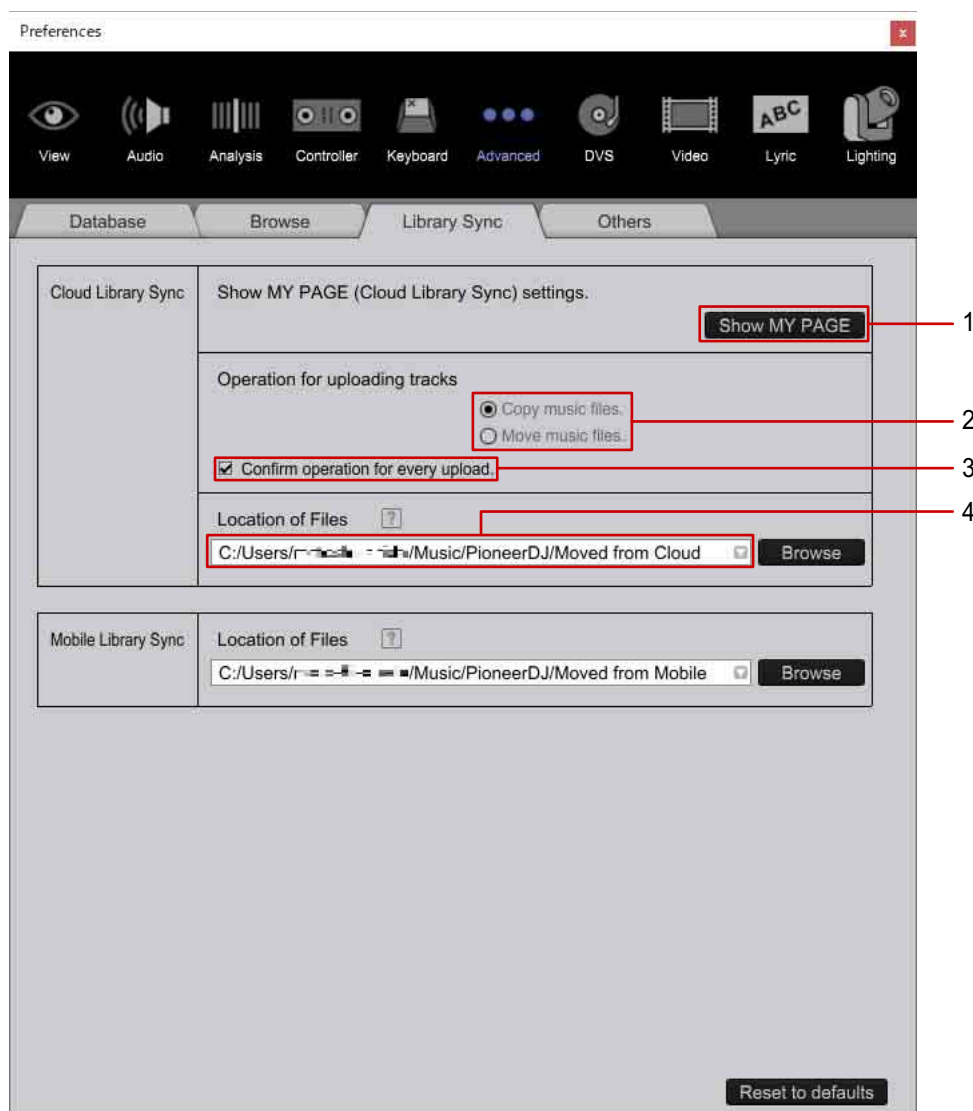 Preferences
x
ABC
View Audio Analysis Controller Keyboard Advanced DVS Video Lyric Lighting
Database Browse Library Sync Others
Cloud Library Sync
Show MY PAGE (Cloud Library Sync) settings.
Show MY PAGE
1
Operation for uploading tracks
Copy music files.
Move music files.
2
Confirm operation for every upload.
3
Location of Files ?
4
C:/Users/ /Music/PioneerDJ/Moved from Cloud
Browse
Mobile Library Sync
Location of Files ?
C:/Users/ /Music/PioneerDJ/Moved from Mobile
Browse
Reset to defaults